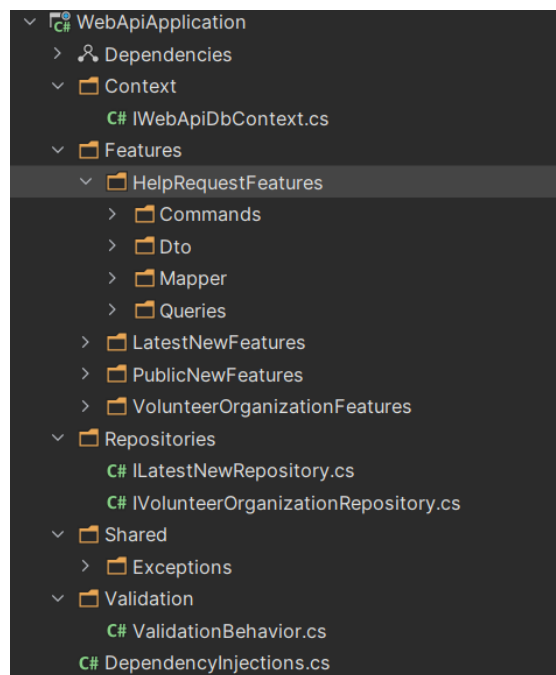 C# WebApiApplication
Dependencies
Context
C# IWebApiDbContext.cs
Features
HelpRequestFeatures
Commands
Dto
Mapper
Queries
LatestNewFeatures
PublicNewFeatures
VolunteerOrganizationFeatures
Repositories
C# ILatestNewRepository.cs
C# IVolunteerOrganizationRepository.cs
Shared
Exceptions
Validation
C# ValidationBehavior.cs
C# DependencyInjections.cs